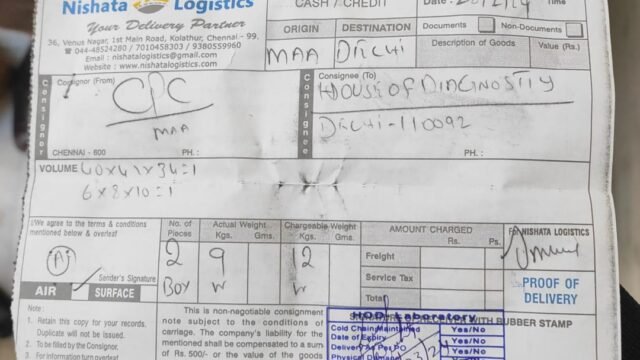 Nishata Logistics
Your Delivery Partner
36, Venus Nagar, 1st Main Road, Kolathur, Chennai - 99.
☎ 044-48524280 / 7010458303 / 9380559960
Email : nishatalogistics@gmail.com
Website : www.nishatalogistics.com
CASH / CREDIT
ORIGIN DESTINATION
MAA
Date : Time
Documents Non-Documents
Description of Goods Value (Rs.)
Consignor
Consignor (From)
CPC
MAA
CHENNAI - 600 PH. :
Consignee
Consignee (To)
HOUSE OF
110092
PH. :
VOLUME
6x8x10=1
I/We agree to the terms & conditions
mentioned below & overleaf
Sender's Signature
AIR SURFACE
No. of Pieces
2
BOX
Actual Weight
Kgs. Gms.
9
Chargeable Weight
Kgs. Gms.
12
AMOUNT CHARGED
Rs. Ps.
Freight
Service Tax
Total
NISHATA LOGISTICS
PROOF OF
DELIVERY
Note :
1. Retain this copy for your records.
Duplicate will not be issued.
2. To be filled by the Consignor.
3. For information turn overleaf
This is non-negotiable consignment
note subject to the conditions of
carriage. The company's liability for the
mentioned shall be compensated to a sum
of Rs. 500/- or the value of the goods
WITH RUBBER STAMP
HOD Laboratory
Cold Chain Maintained Yes/No
Date of Expiry Yes/No
Delivery As Per PO Yes/No
Physical Yes/No